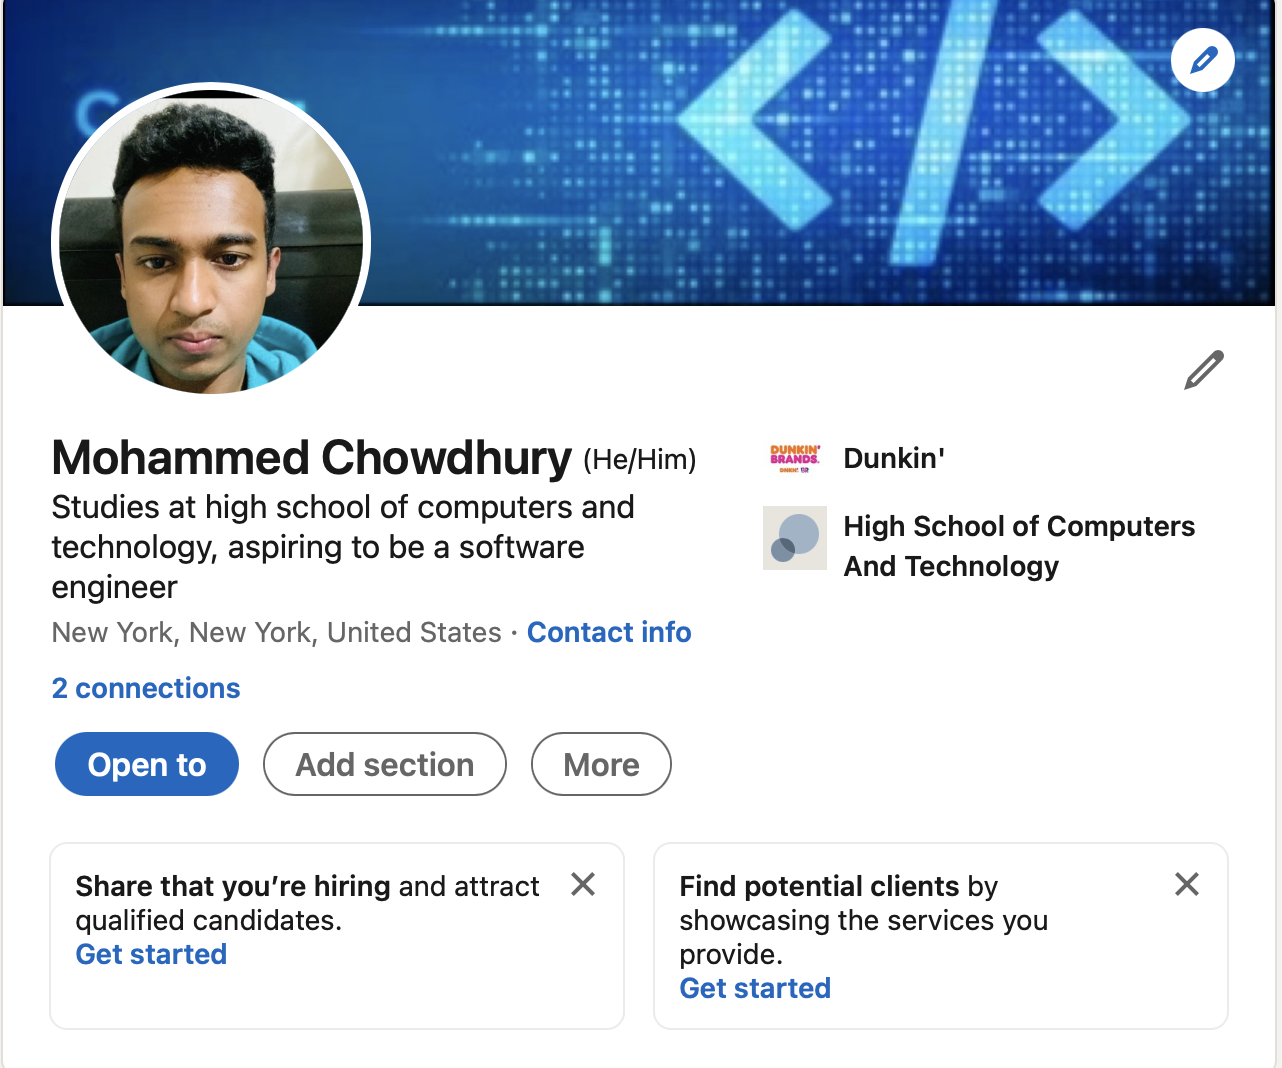 Mohammed Chowdhury (He/Him)
Studies at high school of computers and
technology, aspiring to be a software
engineer
New York, New York, United States · Contact info
2 connections
DUNKIN'
BRANDS.
Dunkin'
High School of Computers
And Technology
Open to
Add section
More
Share that you're hiring and attract
qualified candidates.
Get started
Find potential clients by
showcasing the services you
provide.
Get started